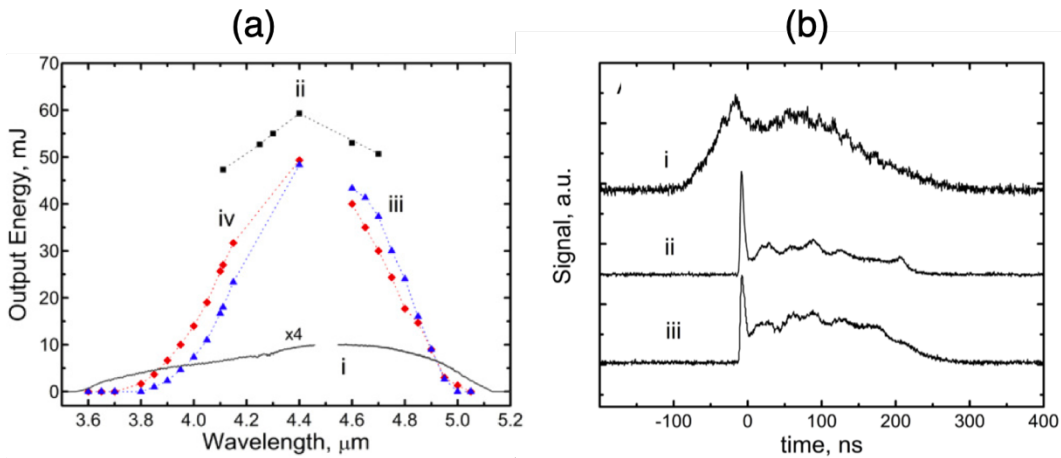 (a)
(b)
70
60
50
40
30
20
10
0
Output Energy, mJ
ii
iv
iii
x4
i
3.6 3.8 4.0 4.2 4.4 4.6 4.8 5.0 5.2
Wavelength, μm
Signal, a.u.
i
ii
iii
-100 0 100 200 300 400
time, ns